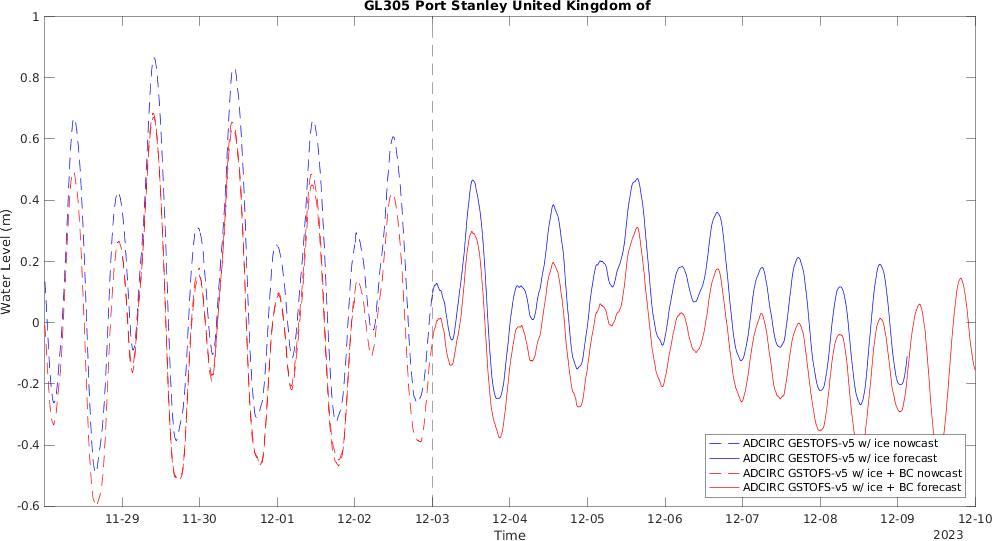 GL305 Port Stanley United Kingdom of
1
0.8
0.6
0.4
0.2
0
-0.2
-0.4
-0.6
Water Level (m)
11-29 11-30 12-01 12-02 12-03 12-04 12-05 12-06 12-07 12-08 12-09 12-10
Time
2023
ADCIRC GESTOFS-v5 w/ ice nowcast
ADCIRC GESTOFS-v5 w/ ice forecast
ADCIRC GSTOFS-v5 w/ ice + BC nowcast
ADCIRC GSTOFS-v5 w/ ice + BC forecast